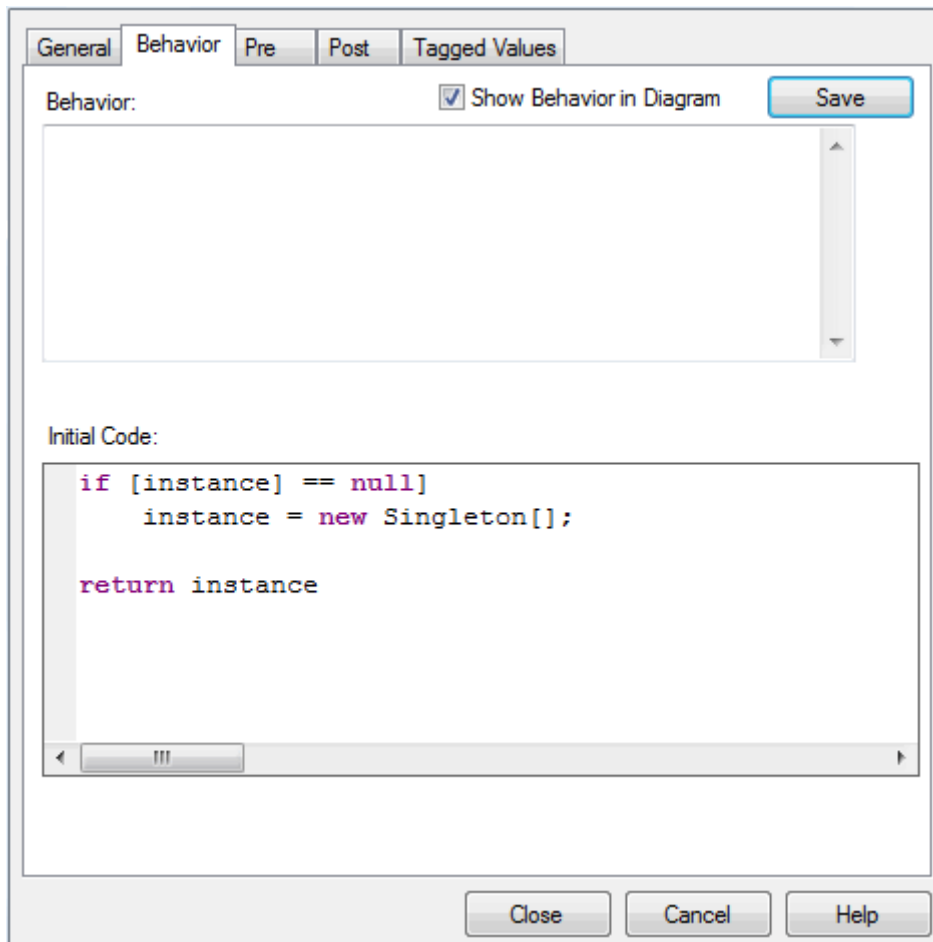 General Behavior Pre Post Tagged Values
Behavior: Show Behavior in Diagram Save
Initial Code:
if [instance] == null]
instance = new Singleton[];
return instance
Close Cancel Help